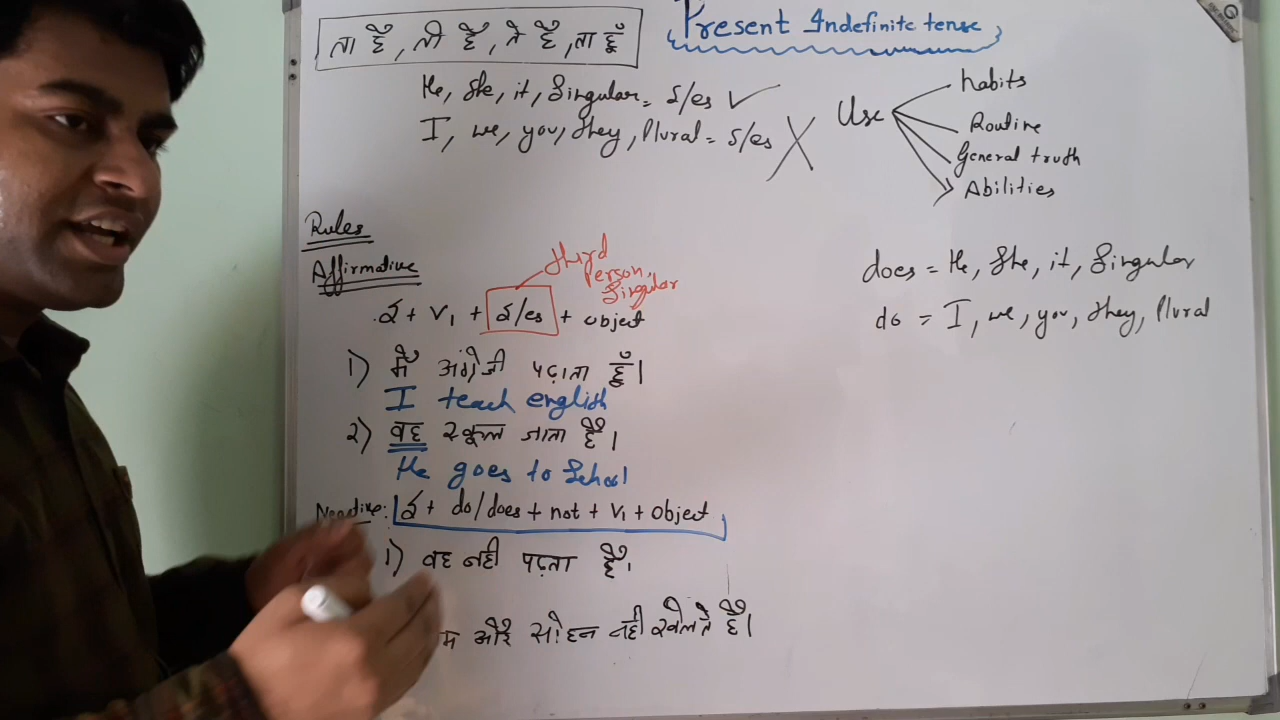 ता है, ती है, ते है, ता हूँ
Present Indefinite tense
He, She, it, Singular = S/es ✓
I, we, you, they, Plural = S/es ✗
Use
habits
Routine
General truth
Abilities
Rules
Affirmative
third person, Singular
S + V1 + S/es + object
does = He, She, it, Singular
do = I, we, you, they, Plural
1) मैं अंग्रेजी पढ़ाता हूँ।
I teach english
2) वह स्कूल जाता है।
He goes to School
S + do/does + not + V1 + object
1) वह नही पढ़ता है।
और सोहन नही खेलते है।